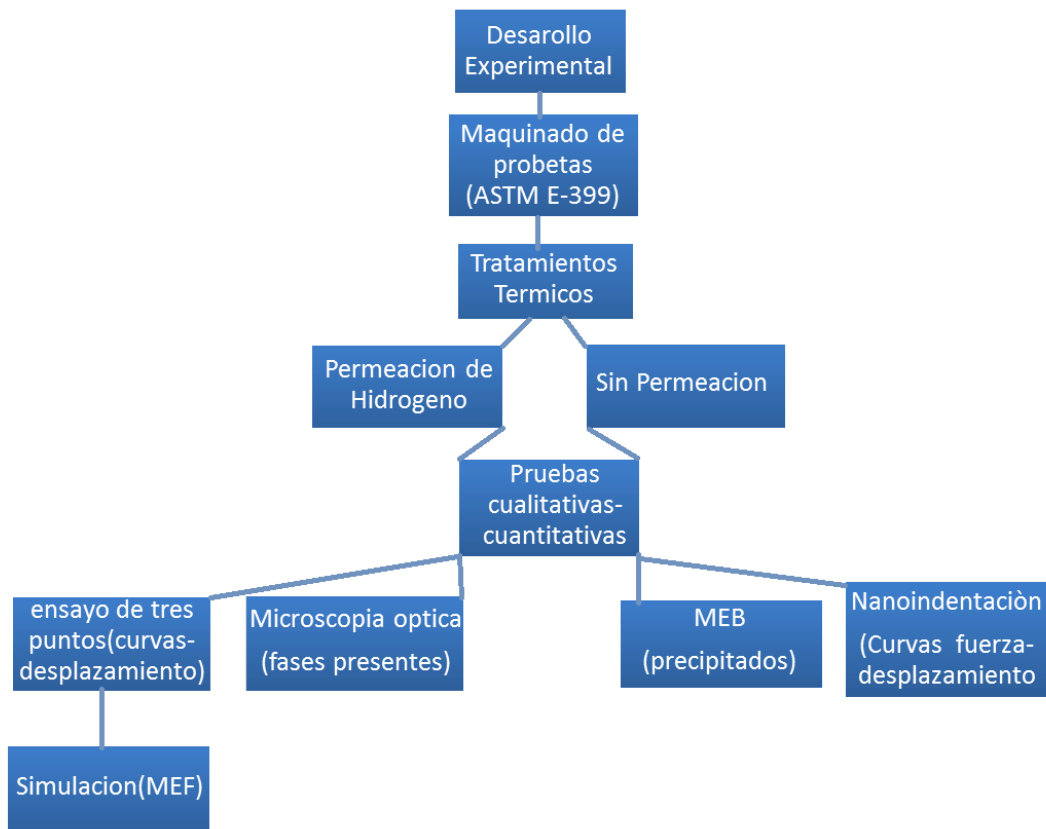 Desarollo
Experimental
Maquinado de
probetas
(ASTM E-399)
Tratamientos
Termicos
Permeacion de
Hidrogeno
Sin Permeacion
Pruebas
cualitativas-
cuantitativas
ensayo de tres
puntos(curvas-
desplazamiento)
Microscopia optica
(fases presentes)
MEB
(precipitados)
Nanoindentaciòn
(Curvas fuerza-
desplazamiento
Simulacion(MEF)